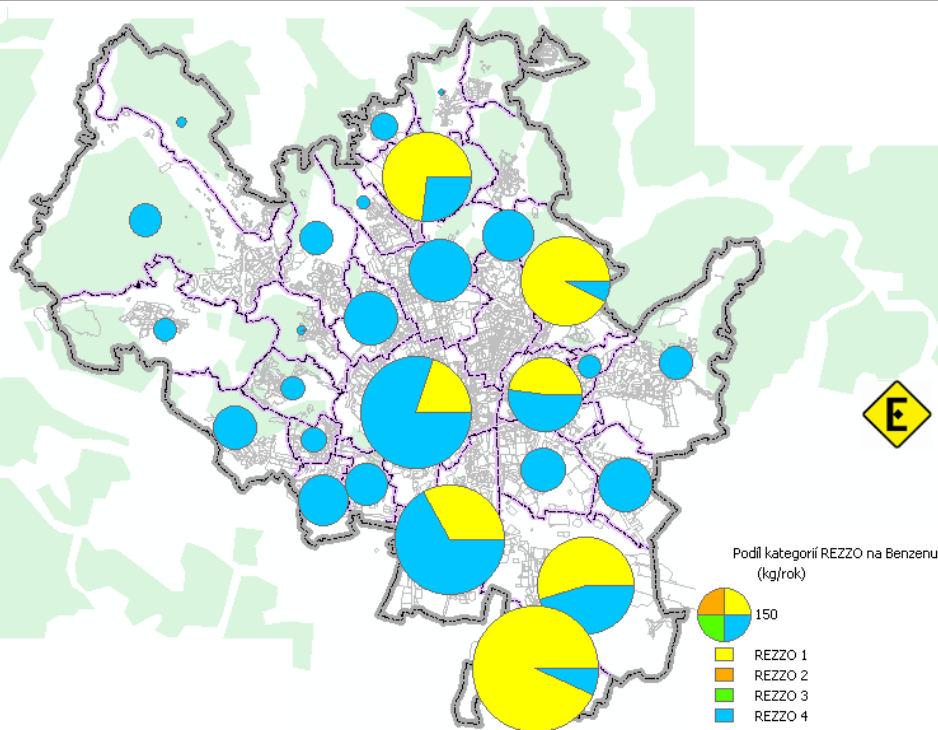 E
Podíl kategorií REZZO na Benzenu
(kg/rok)
150
REZZO 1
REZZO 2
REZZO 3
REZZO 4